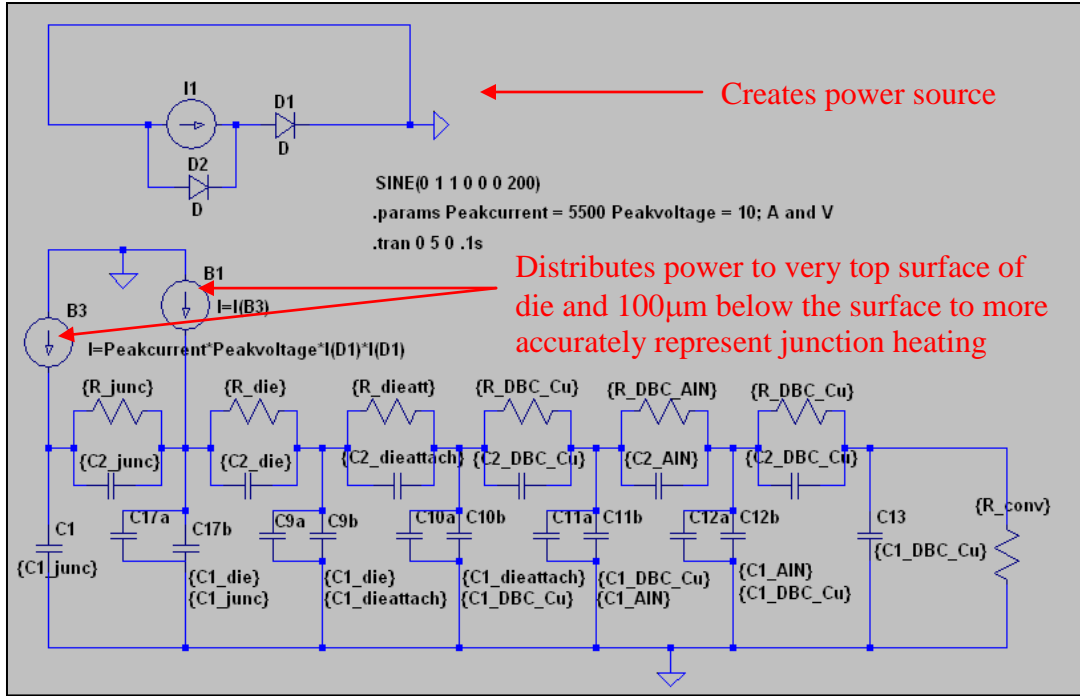 I1
D1
D
D2
D
Creates power source
SINE(0 1 1 0 0 0 200)
.params Peakcurrent = 5500 Peakvoltage = 10; A and V
.tran 0 5 0 .1s
Distributes power to very top surface of
die and 100μm below the surface to more
accurately represent junction heating
B1
I=I(B3)
B3
I=Peakcurrent*Peakvoltage*I(D1)*I(D1)
{R_junc}
{R_die}
{R_dieatt}
{R_DBC_Cu}
{R_DBC_AlN}
{R_DBC_Cu}
{C2_junc}
{C2_die}
{C2_dieattach}
{C2_DBC_Cu}
{C2_AlN}
{C2_DBC_Cu}
C1
{C1_junc}
C17a
C17b
{C1_die}
{C1_junc}
C9a
C9b
{C1_die}
{C1_dieattach}
C10a
C10b
{C1_dieattach}
{C1_DBC_Cu}
C11a
C11b
{C1_DBC_Cu}
{C1_AlN}
C12a
C12b
{C1_AlN}
{C1_DBC_Cu}
C13
{C1_DBC_Cu}
{R_conv}